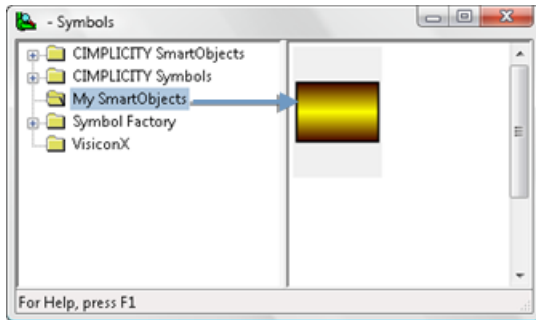 - Symbols
CIMPLICITY SmartObjects
CIMPLICITY Symbols
My SmartObjects
Symbol Factory
VisiconX
For Help, press F1